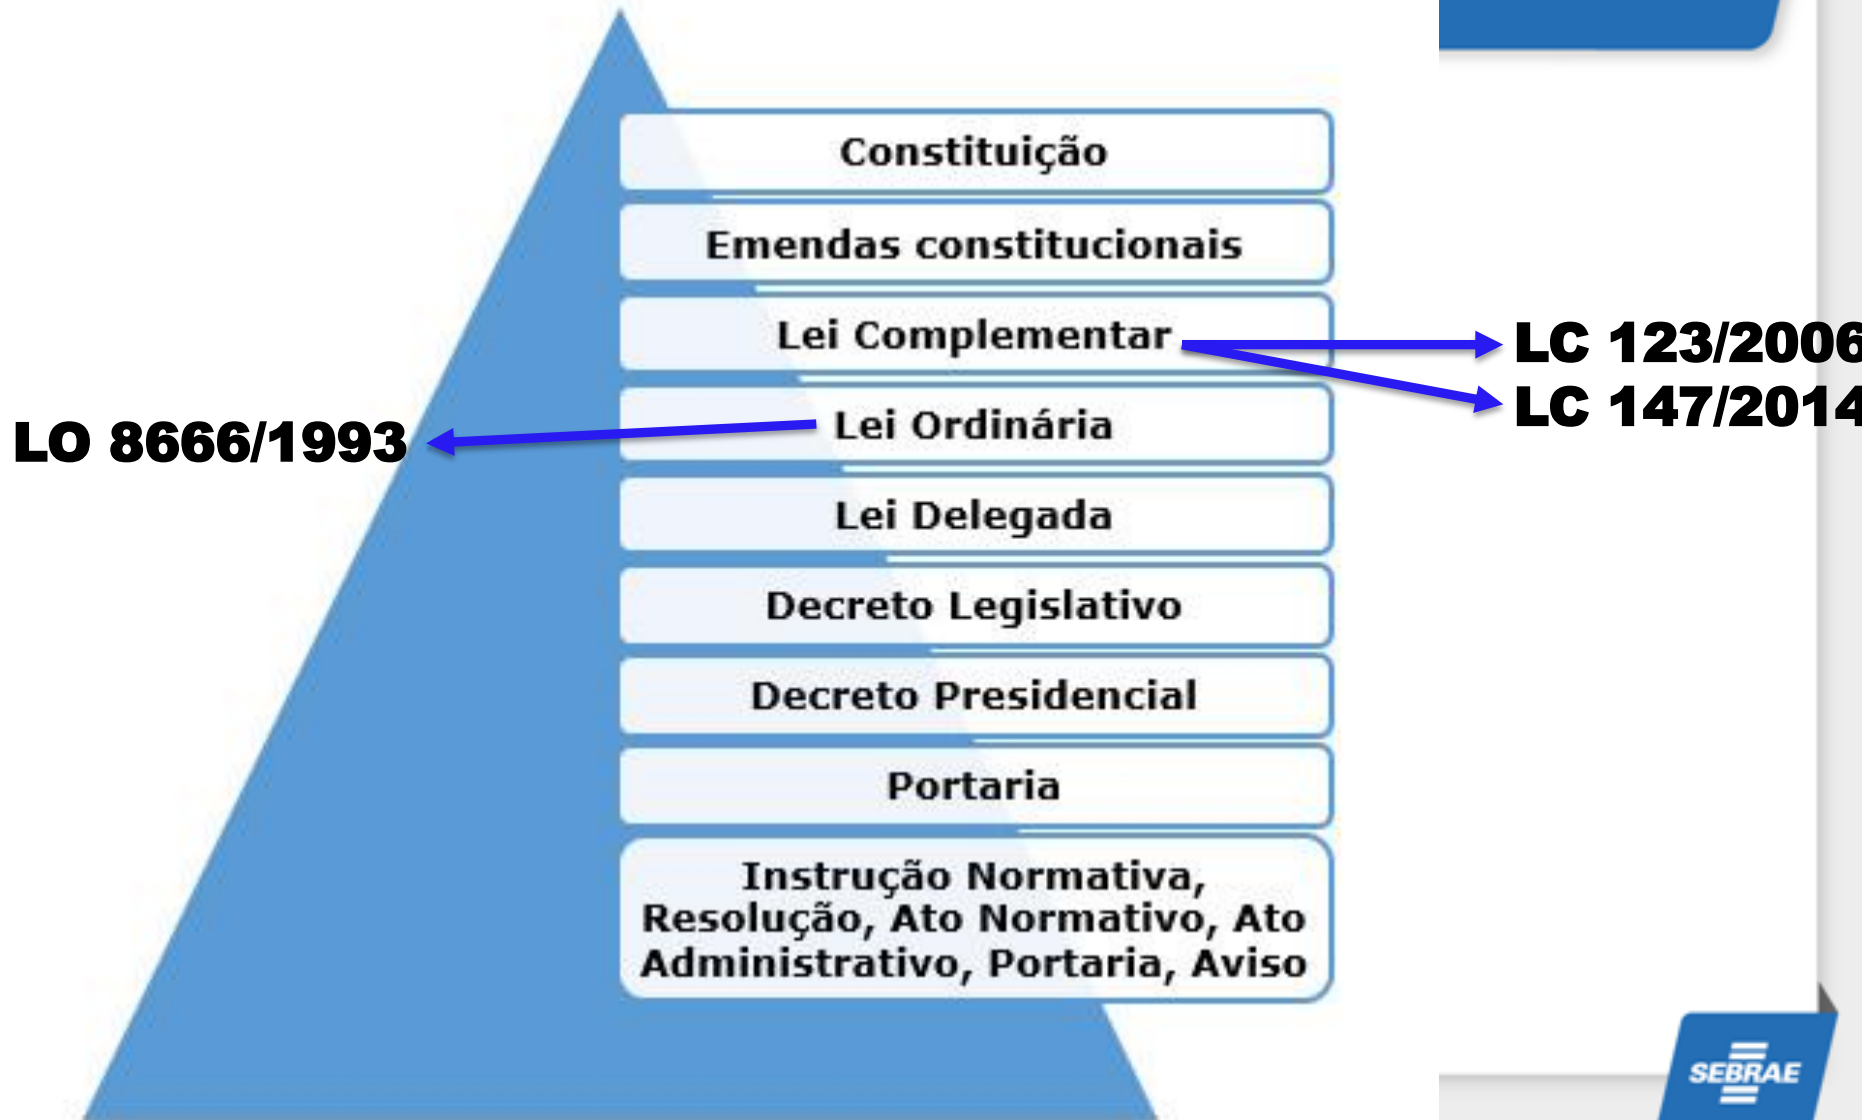 Constituição
Emendas constitucionais
Lei Complementar
LC 123/2006
LC 147/2014
LO 8666/1993
Lei Ordinária
Lei Delegada
Decreto Legislativo
Decreto Presidencial
Portaria
Instrução Normativa,
Resolução, Ato Normativo, Ato
Administrativo, Portaria, Aviso
SEBRAE